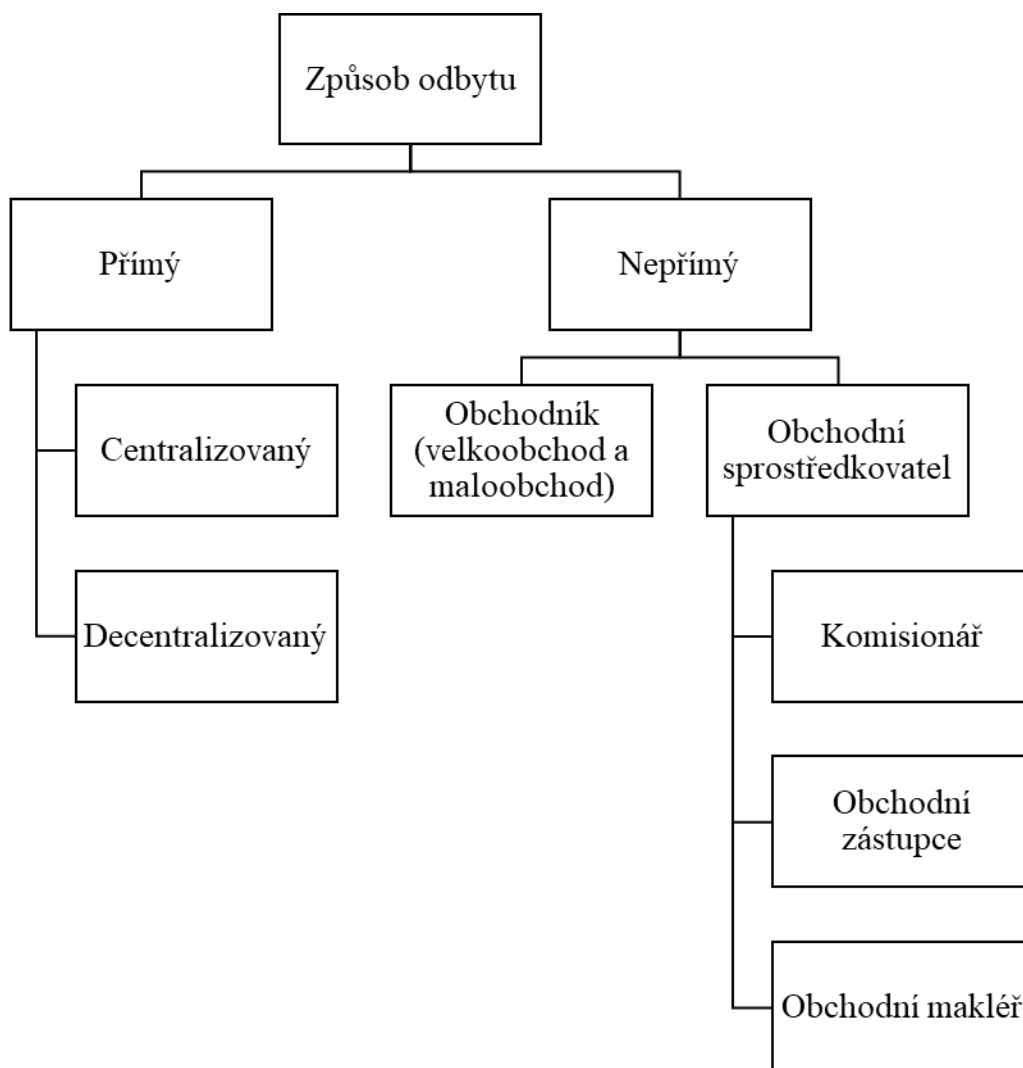 Způsob odbytu
Přímý
Nepřímý
Centralizovaný
Decentralizovaný
Obchodník
(velkoobchod a
maloobchod)
Obchodní
sprostředkovatel
Komisionář
Obchodní
zástupce
Obchodní makléř